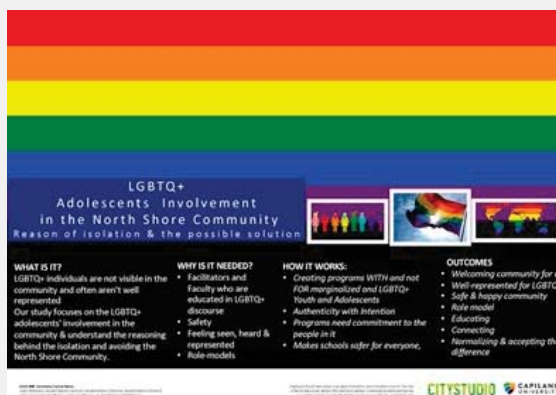 LGBTQ+
Adolescents Involvement
in the North Shore Community
Reason of isolation & the possible solution
WHAT IS IT?
LGBTQ+ individuals are not visible in the
community and often aren't well
represented
Our study focuses on the LGBTQ+
adolescents' involvement in the
community & understand the reasoning
behind the isolation and avoiding the
North Shore Community.
WHY IS IT NEEDED?
• Facilitators and
Faculty who are
educated in LGBTQ+
discourse
• Safety
• Feeling seen, heard &
represented
• Role-models
HOW IT WORKS:
• Creating programs WITH and not
FOR marginalized and LGBTQ+
Youth and Adolescents
• Authenticity with Intention
• Programs need commitment to the
people in it
• Makes schools safer for everyone,
OUTCOMES
• Welcoming community for
• Well-represented for LGBTQ
• Safe & happy community
• Role model
• Educating
• Connecting
• Normalizing & accepting the
difference
CITYSTUDIO
CAPILANO
UNIVERSITY